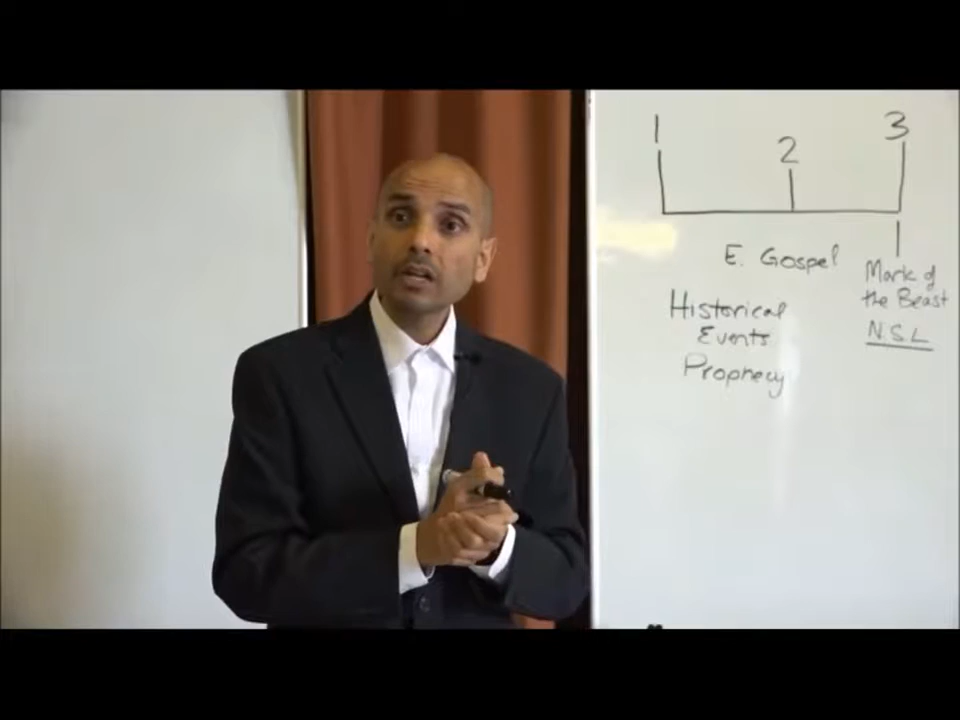 1
2
3
E. Gospel
Mark of
the Beast
N.S.L
Historical
Events
Prophecy